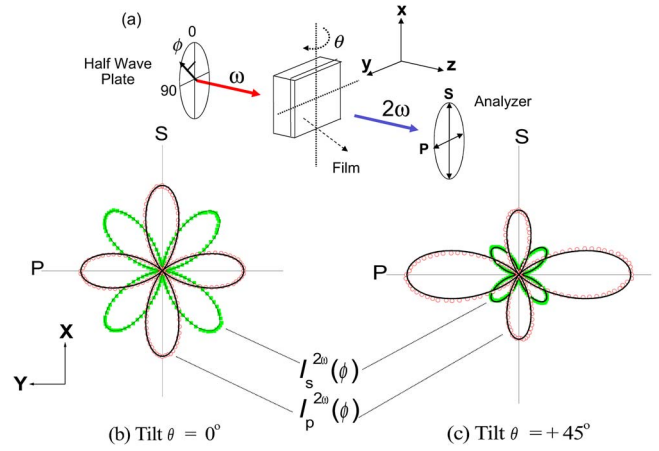 (a)
0
ϕ
Half Wave
Plate
90
ω
θ
x
y
z
2ω
S
Analyzer
P
Film
S
P
X
Y
S
P
I_s^{2ω}(ϕ)
I_p^{2ω}(ϕ)
(b) Tilt θ = 0°
(c) Tilt θ = + 45°